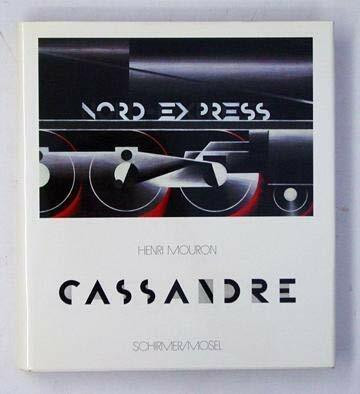 NORD EXPRESS
HENRI MOURON
CASSANDRE
SCHIRMER/MOSEL